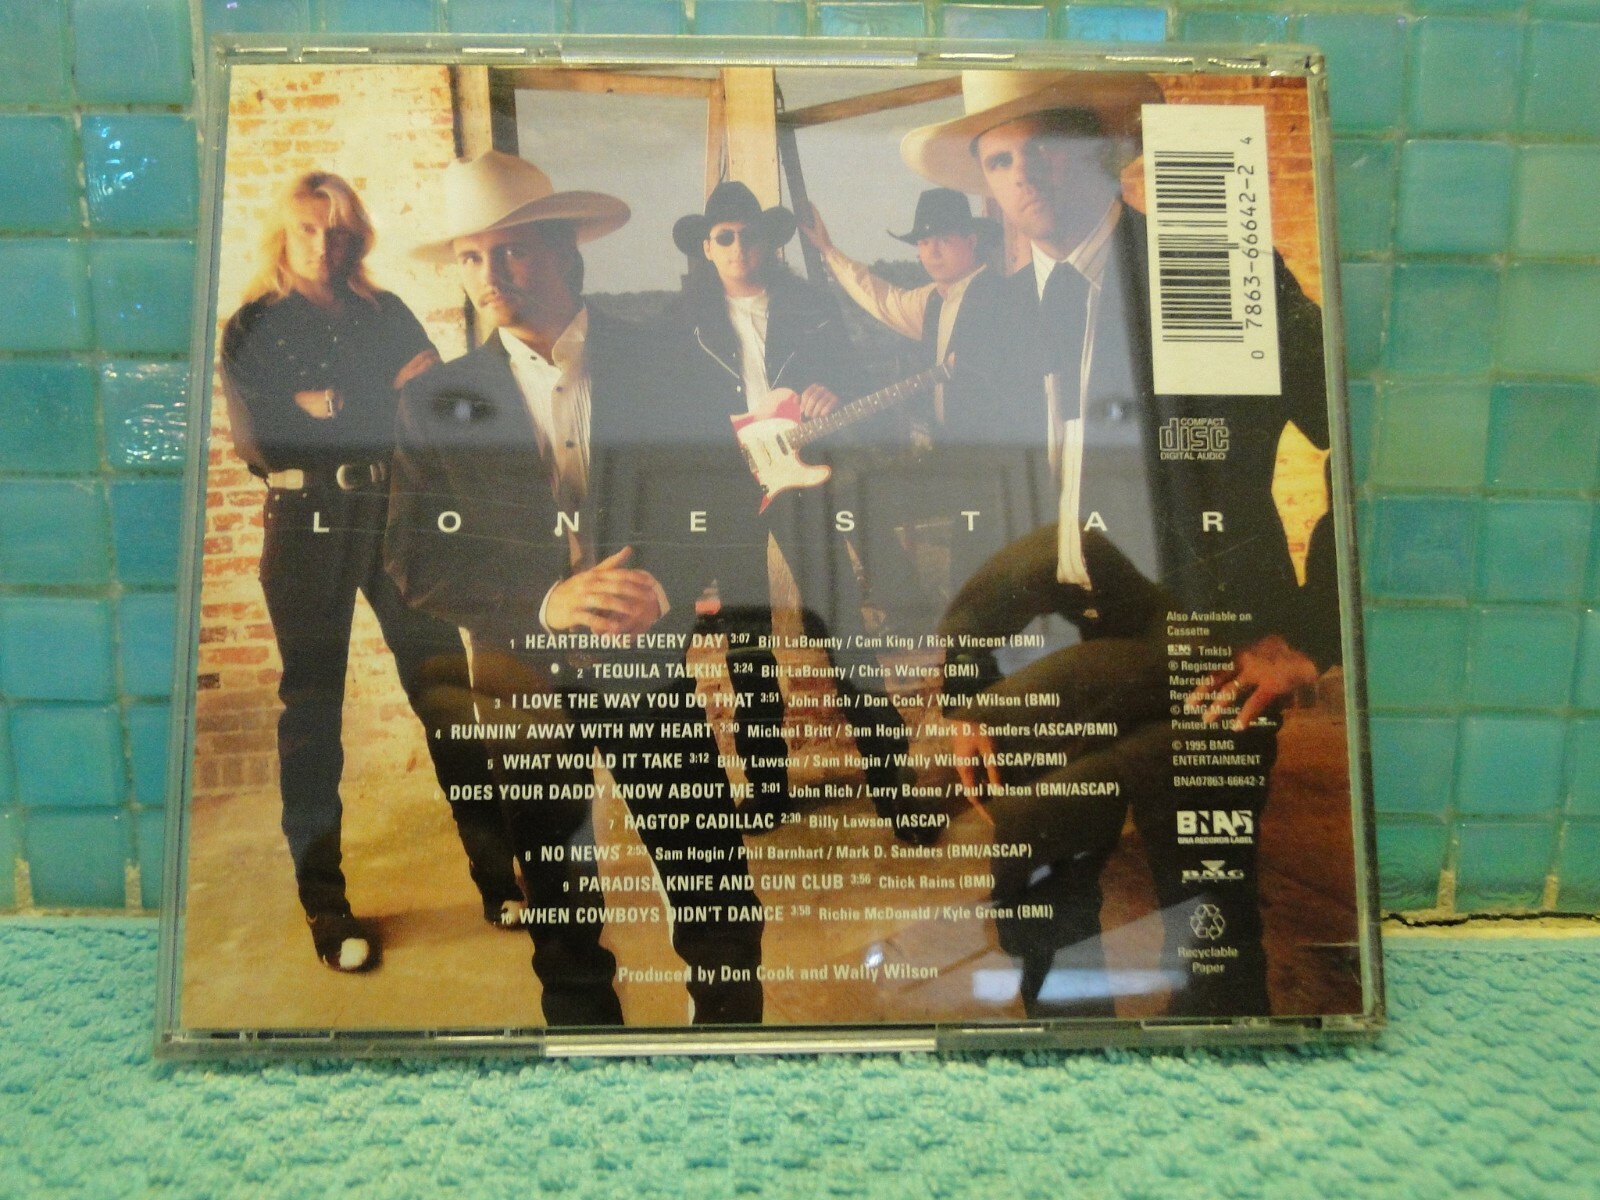 0 7863-66642-2 4
COMPACT
disc
DIGITAL AUDIO
LONESTAR
1 HEARTBROKE EVERY DAY 3:07 Bill LaBounty / Cam King / Rick Vincent (BMI)
2 TEQUILA TALKIN' 3:24 Bill LaBounty / Chris Waters (BMI)
3 I LOVE THE WAY YOU DO THAT 3:51 John Rich / Don Cook / Wally Wilson (BMI)
4 RUNNIN' AWAY WITH MY HEART 3:30 Michael Britt / Sam Hogin / Mark D. Sanders (ASCAP/BMI)
5 WHAT WOULD IT TAKE 3:12 Billy Lawson / Sam Hogin / Wally Wilson (ASCAP/BMI)
6 DOES YOUR DADDY KNOW ABOUT ME 3:01 John Rich / Larry Boone / Paul Nelson (BMI/ASCAP)
7 RAGTOP CADILLAC 2:30 Billy Lawson (ASCAP)
8 NO NEWS 2:53 Sam Hogin / Phil Barnhart / Mark D. Sanders (BMI/ASCAP)
9 PARADISE KNIFE AND GUN CLUB 3:56 Chick Rains (BMI)
10 WHEN COWBOYS DIDN'T DANCE 3:58 Richie McDonald / Kyle Green (BMI)
Produced by Don Cook and Wally Wilson
Also Available on
Cassette
BNA Tmk(s)
® Registered
Marca(s)
Registrada(s)
© BMG Music
Printed in USA
© 1995 BMG
ENTERTAINMENT
BNA07863-66642-2
BNA
BNA RECORDS LABEL
BMG
Recyclable
Paper